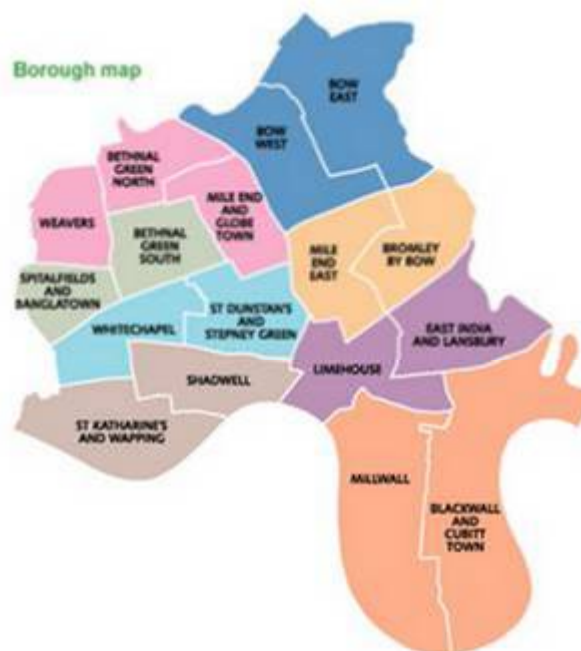 Borough map
BOW
EAST
BOW
WEST
BETHNAL
GREEN
NORTH
MILE END
AND
GLOBE
TOWN
WEAVERS
BETHNAL
GREEN
SOUTH
MILE
END
EAST
BROMLEY
BY BOW
SPITALFIELDS
AND
BANGLATOWN
WHITECHAPEL
ST DUNSTAN'S
AND
STEPNEY GREEN
EAST INDIA
AND LANSBURY
SHADWELL
LIMEHOUSE
ST KATHARINE'S
AND WAPPING
MILLWALL
BLACKWALL
AND
CUBITT
TOWN